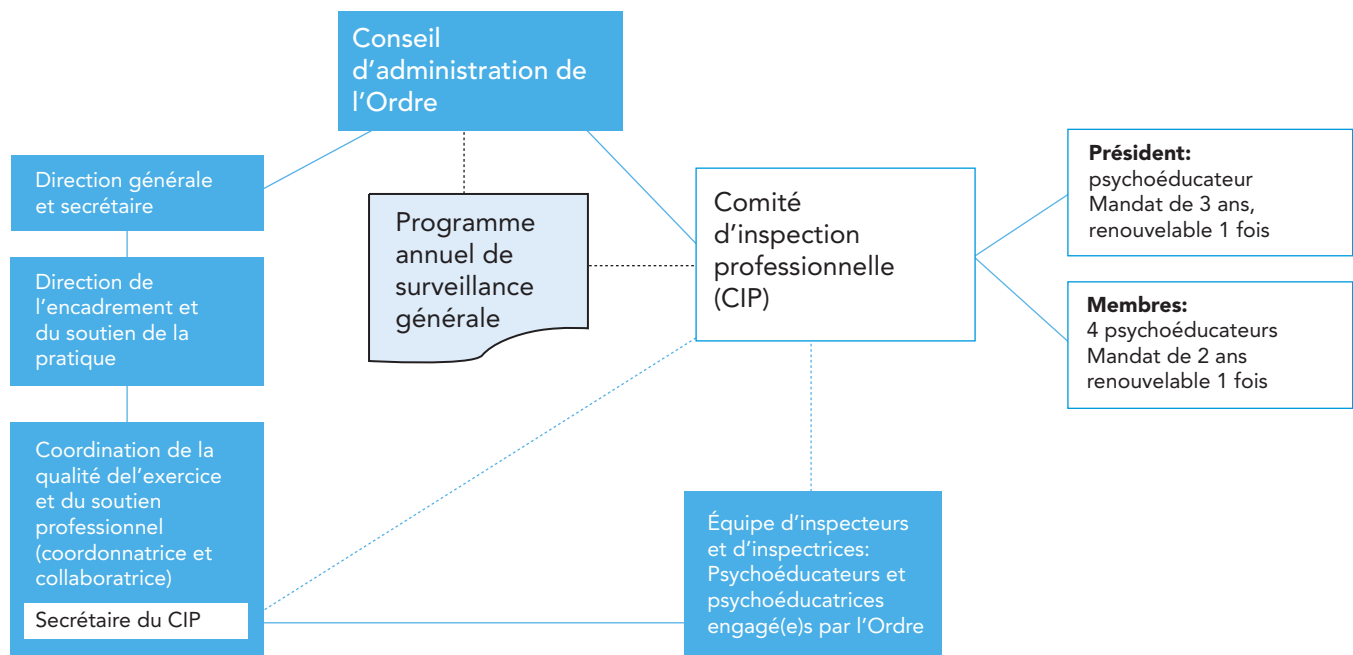 Conseil
d'administration de
l'Ordre
Direction générale
et secrétaire
Programme
annuel de
surveillance
générale
Comité
d'inspection
professionnelle
(CIP)
Président:
psychoéducateur
Mandat de 3 ans,
renouvelable 1 fois
Direction de
l'encadrement et
du soutien de la
pratique
Membres:
4 psychoéducateurs
Mandat de 2 ans
renouvelable 1 fois
Coordination de la
qualité del'exercice
et du soutien
professionnel
(coordonnatrice et
collaboratrice)
Secrétaire du CIP
Équipe d'inspecteurs
et d'inspectrices:
Psychoéducateurs et
psychoéducatrices
engagé(e)s par l'Ordre